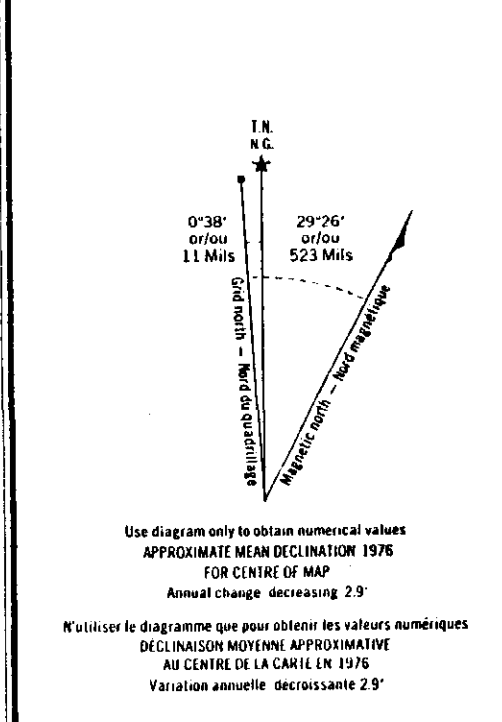 T.N.
N.G.
0°38'
or/ou
11 Mils
29°26'
or/ou
523 Mils
Grid north — Nord du quadrillage
Magnetic north — Nord magnétique
Use diagram only to obtain numerical values
APPROXIMATE MEAN DECLINATION 1976
FOR CENTRE OF MAP
Annual change decreasing 2.9'
N'utiliser le diagramme que pour obtenir les valeurs numériques
DÉCLINAISON MOYENNE APPROXIMATIVE
AU CENTRE DE LA CARTE EN 1976
Variation annuelle décroissante 2.9'